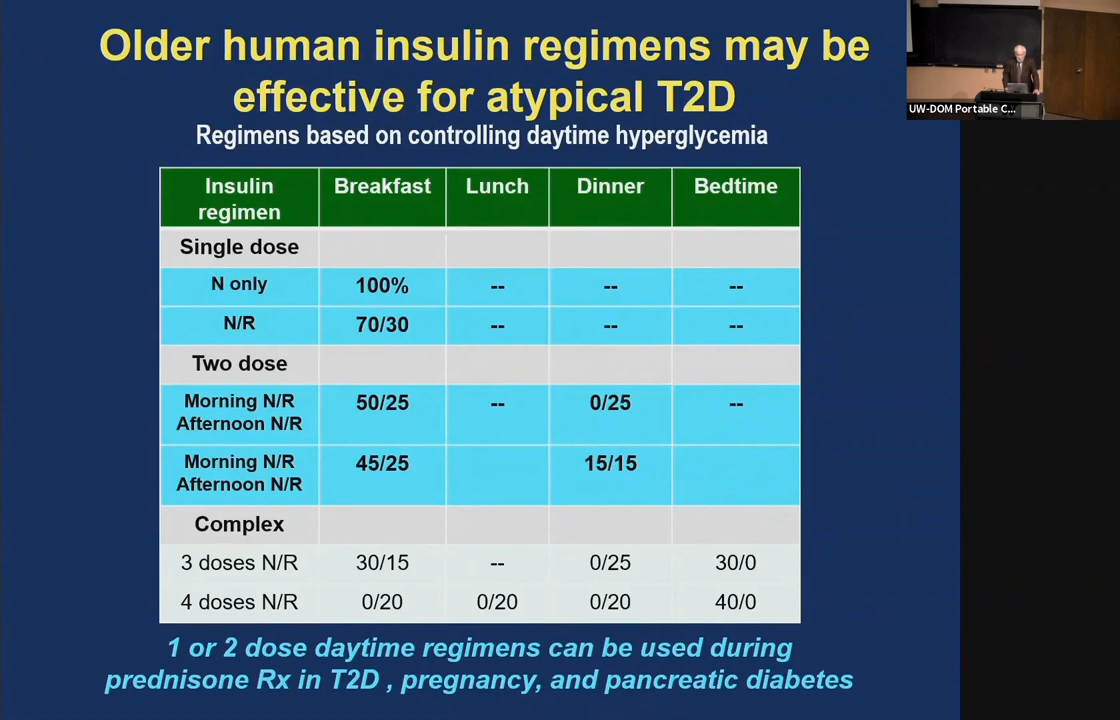 Older human insulin regimens may be
effective for atypical T2D
Regimens based on controlling daytime hyperglycemia
Insulin regimen Breakfast Lunch Dinner Bedtime
Single dose
N only 100% -- -- --
N/R 70/30 -- -- --
Two dose
Morning N/R 50/25 -- 0/25 --
Afternoon N/R
Morning N/R 45/25 15/15
Afternoon N/R
Complex
3 doses N/R 30/15 -- 0/25 30/0
4 doses N/R 0/20 0/20 0/20 40/0
1 or 2 dose daytime regimens can be used during
prednisone Rx in T2D , pregnancy, and pancreatic diabetes
UW-DOM Portable C...